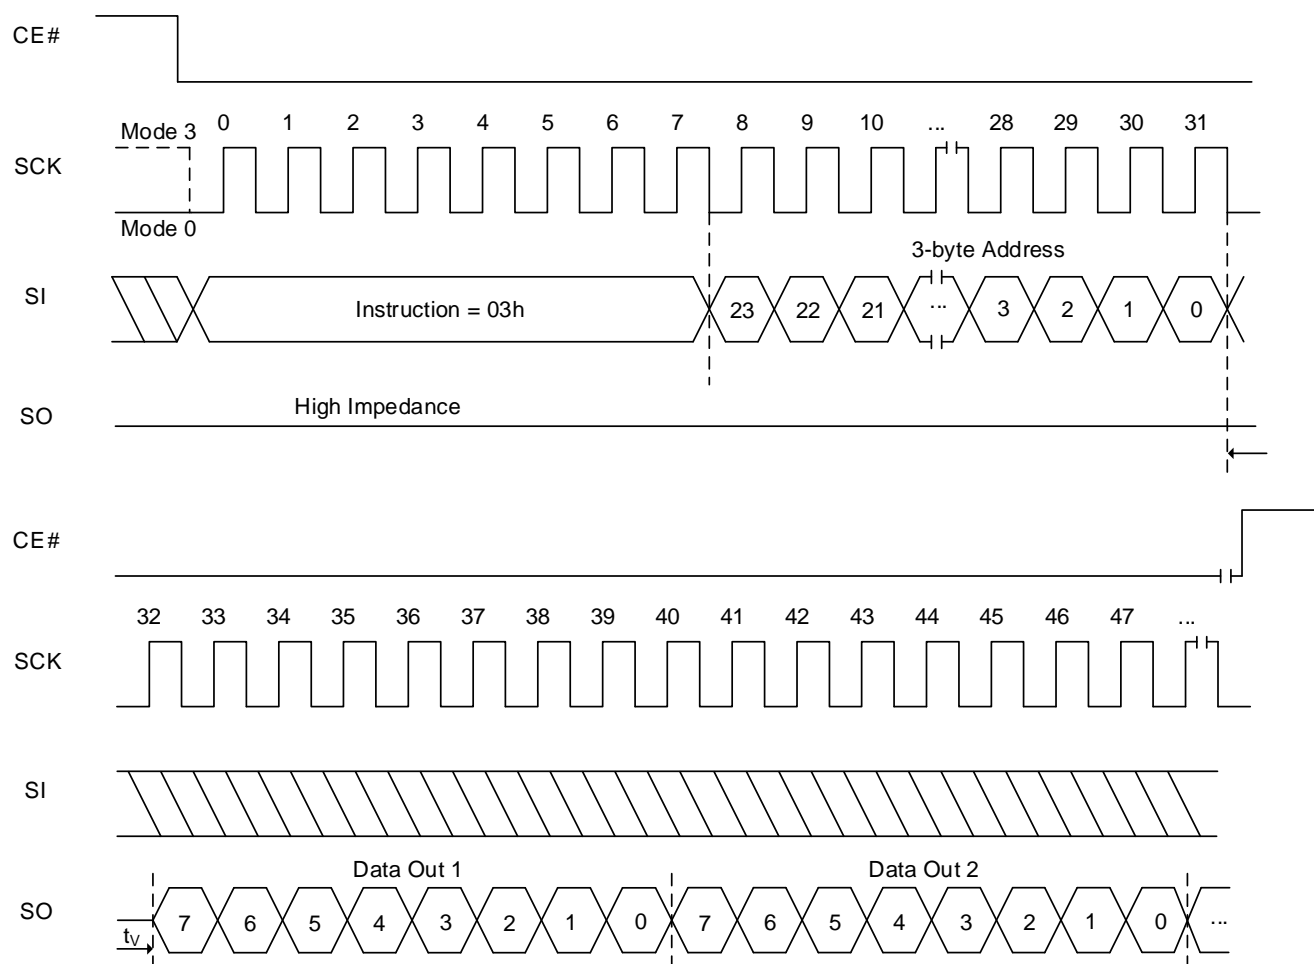 CE#
Mode 3 0 1 2 3 4 5 6 7 8 9 10 ... 28 29 30 31
SCK
Mode 0
3-byte Address
SI Instruction = 03h 23 22 21 ... 3 2 1 0
SO High Impedance
CE#
32 33 34 35 36 37 38 39 40 41 42 43 44 45 46 47 ...
SCK
SI
Data Out 1 Data Out 2
SO 7 6 5 4 3 2 1 0 7 6 5 4 3 2 1 0 ...
tV